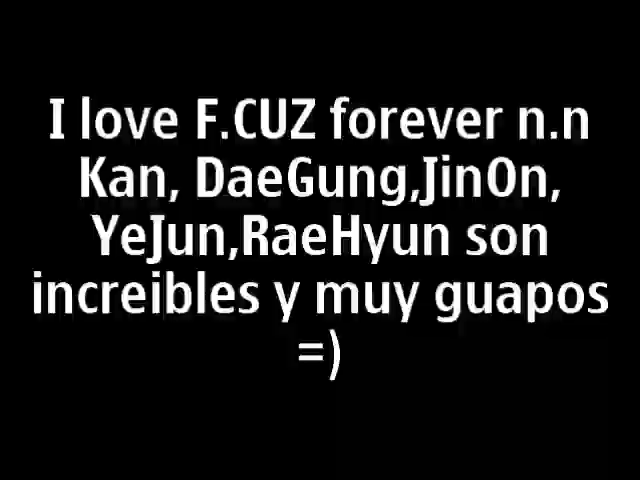 I love F.CUZ forever n.n
Kan, DaeGung,JinOn,
YeJun,RaeHyun son
increibles y muy guapos
=)